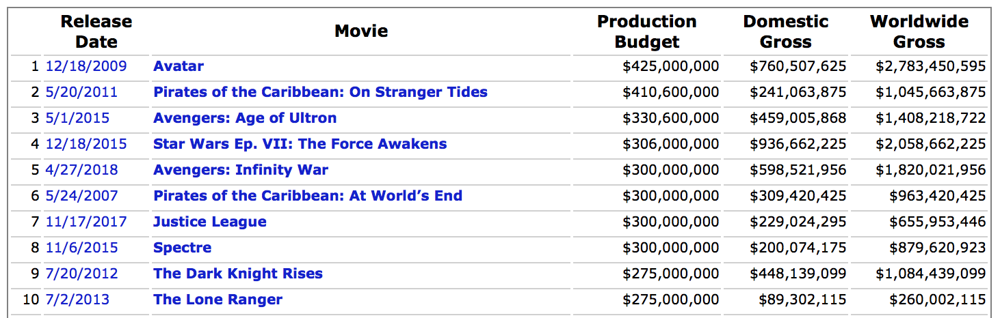 Release Date Movie Production Budget Domestic Gross Worldwide Gross
1 12/18/2009 Avatar $425,000,000 $760,507,625 $2,783,450,595
2 5/20/2011 Pirates of the Caribbean: On Stranger Tides $410,600,000 $241,063,875 $1,045,663,875
3 5/1/2015 Avengers: Age of Ultron $330,600,000 $459,005,868 $1,408,218,722
4 12/18/2015 Star Wars Ep. VII: The Force Awakens $306,000,000 $936,662,225 $2,058,662,225
5 4/27/2018 Avengers: Infinity War $300,000,000 $598,521,956 $1,820,021,956
6 5/24/2007 Pirates of the Caribbean: At World’s End $300,000,000 $309,420,425 $963,420,425
7 11/17/2017 Justice League $300,000,000 $229,024,295 $655,953,446
8 11/6/2015 Spectre $300,000,000 $200,074,175 $879,620,923
9 7/20/2012 The Dark Knight Rises $275,000,000 $448,139,099 $1,084,439,099
10 7/2/2013 The Lone Ranger $275,000,000 $89,302,115 $260,002,115